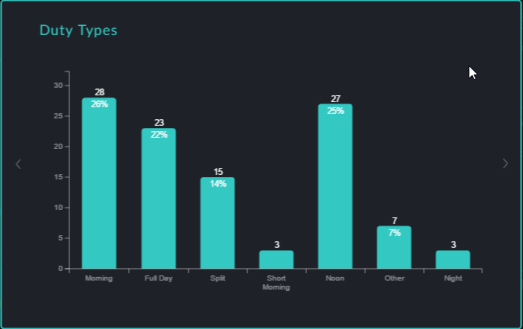 Duty Types
30
25
20
15
10
5
0
28
26%
23
22%
15
14%
3
27
25%
7
7%
3
Morning
Full Day
Split
Short
Morning
Noon
Other
Night